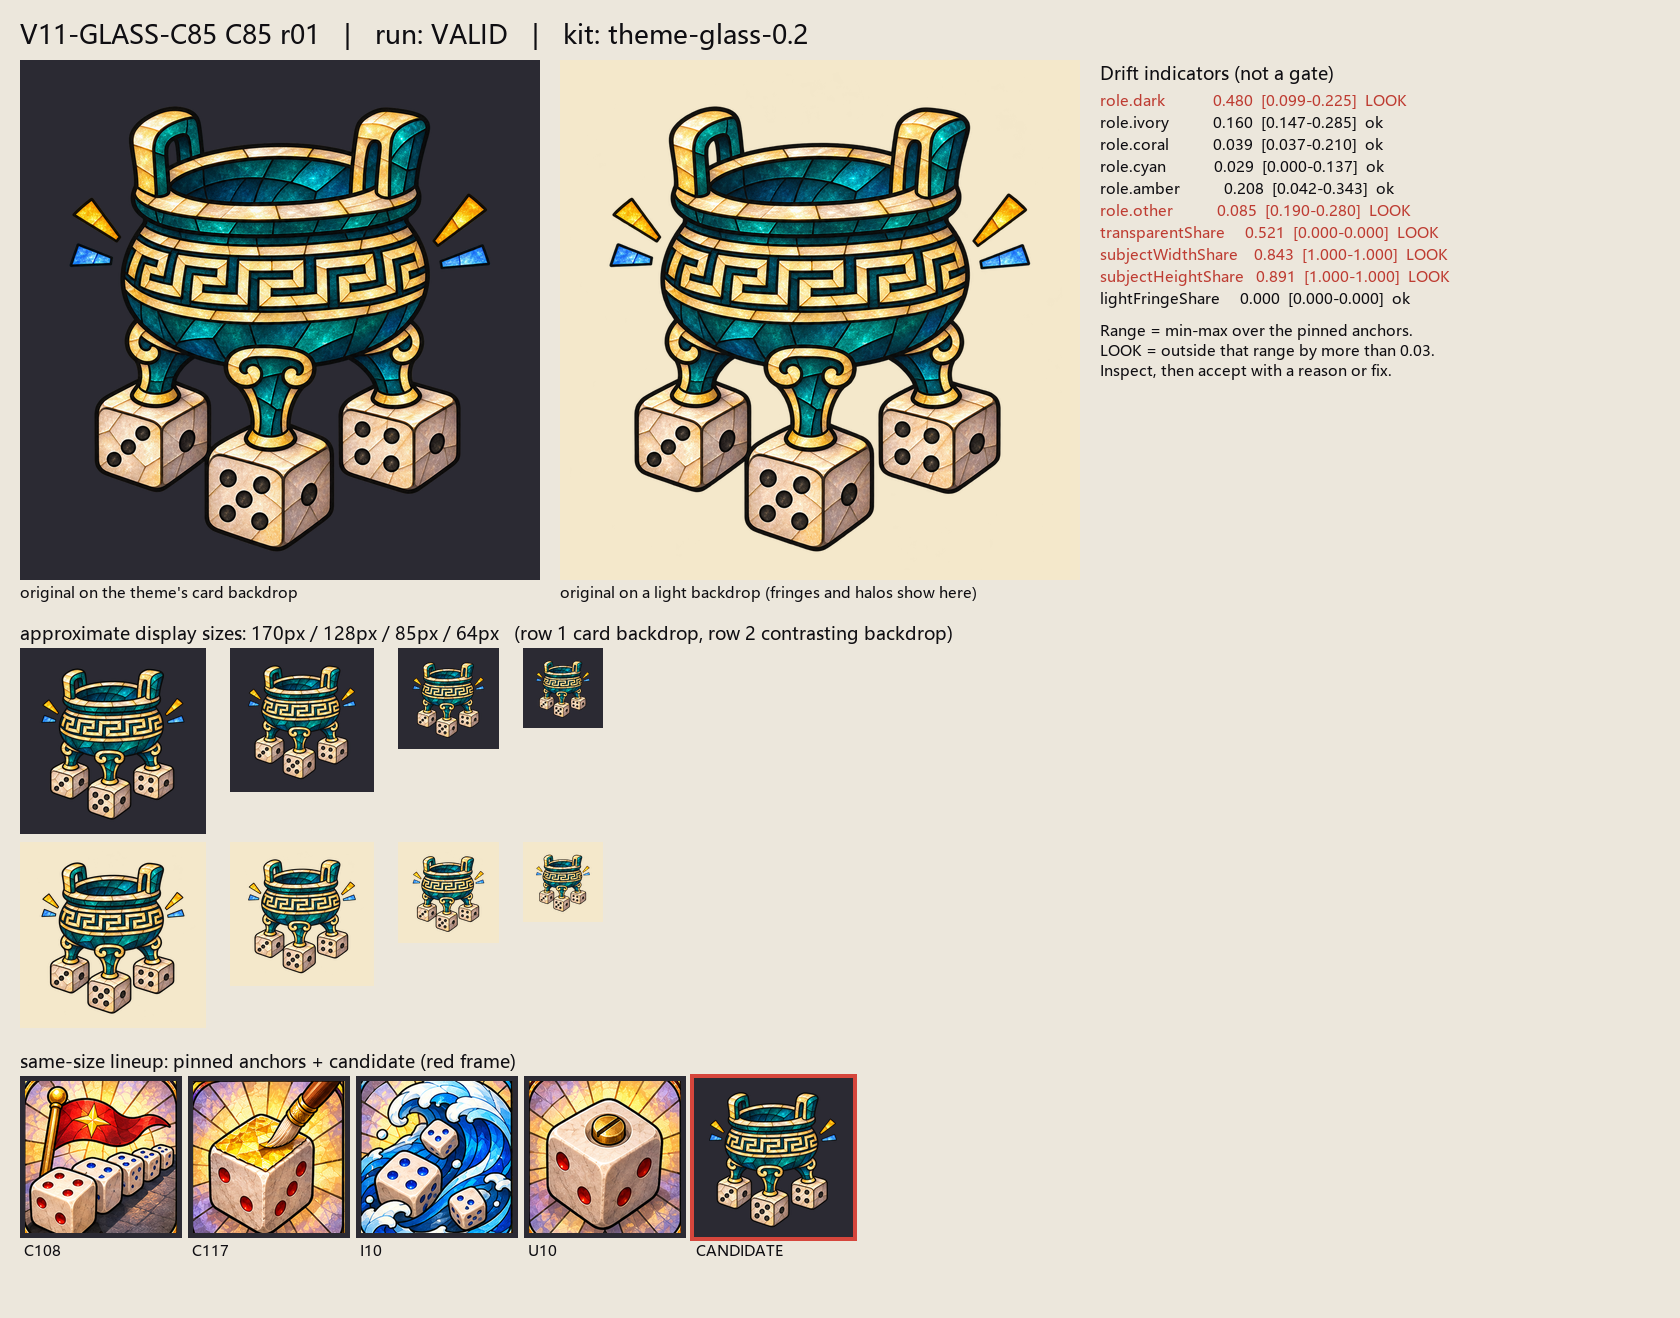 V11-GLASS-C85 C85 r01 | run: VALID | kit: theme-glass-0.2
Drift indicators (not a gate)
role.dark 0.480 [0.099-0.225] LOOK
role.ivory 0.160 [0.147-0.285] ok
role.coral 0.039 [0.037-0.210] ok
role.cyan 0.029 [0.000-0.137] ok
role.amber 0.208 [0.042-0.343] ok
role.other 0.085 [0.190-0.280] LOOK
transparentShare 0.521 [0.000-0.000] LOOK
subjectWidthShare 0.843 [1.000-1.000] LOOK
subjectHeightShare 0.891 [1.000-1.000] LOOK
lightFringeShare 0.000 [0.000-0.000] ok
Range = min-max over the pinned anchors.
LOOK = outside that range by more than 0.03.
Inspect, then accept with a reason or fix.
original on the theme's card backdrop
original on a light backdrop (fringes and halos show here)
approximate display sizes: 170px / 128px / 85px / 64px (row 1 card backdrop, row 2 contrasting backdrop)
same-size lineup: pinned anchors + candidate (red frame)
C108
C117
I10
U10
CANDIDATE